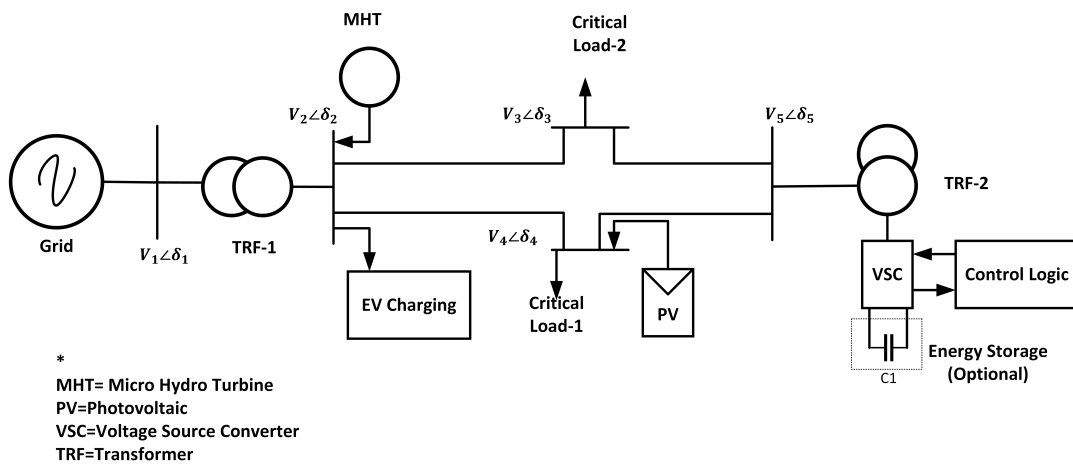 MHT
Critical
Load-2
V₂∠δ₂
V₃∠δ₃
V₅∠δ₅
TRF-2
Grid
V₁∠δ₁
TRF-1
V₄∠δ₄
EV Charging
Critical
Load-1
PV
VSC
Control Logic
C1
Energy Storage
(Optional)
*
MHT= Micro Hydro Turbine
PV=Photovoltaic
VSC=Voltage Source Converter
TRF=Transformer